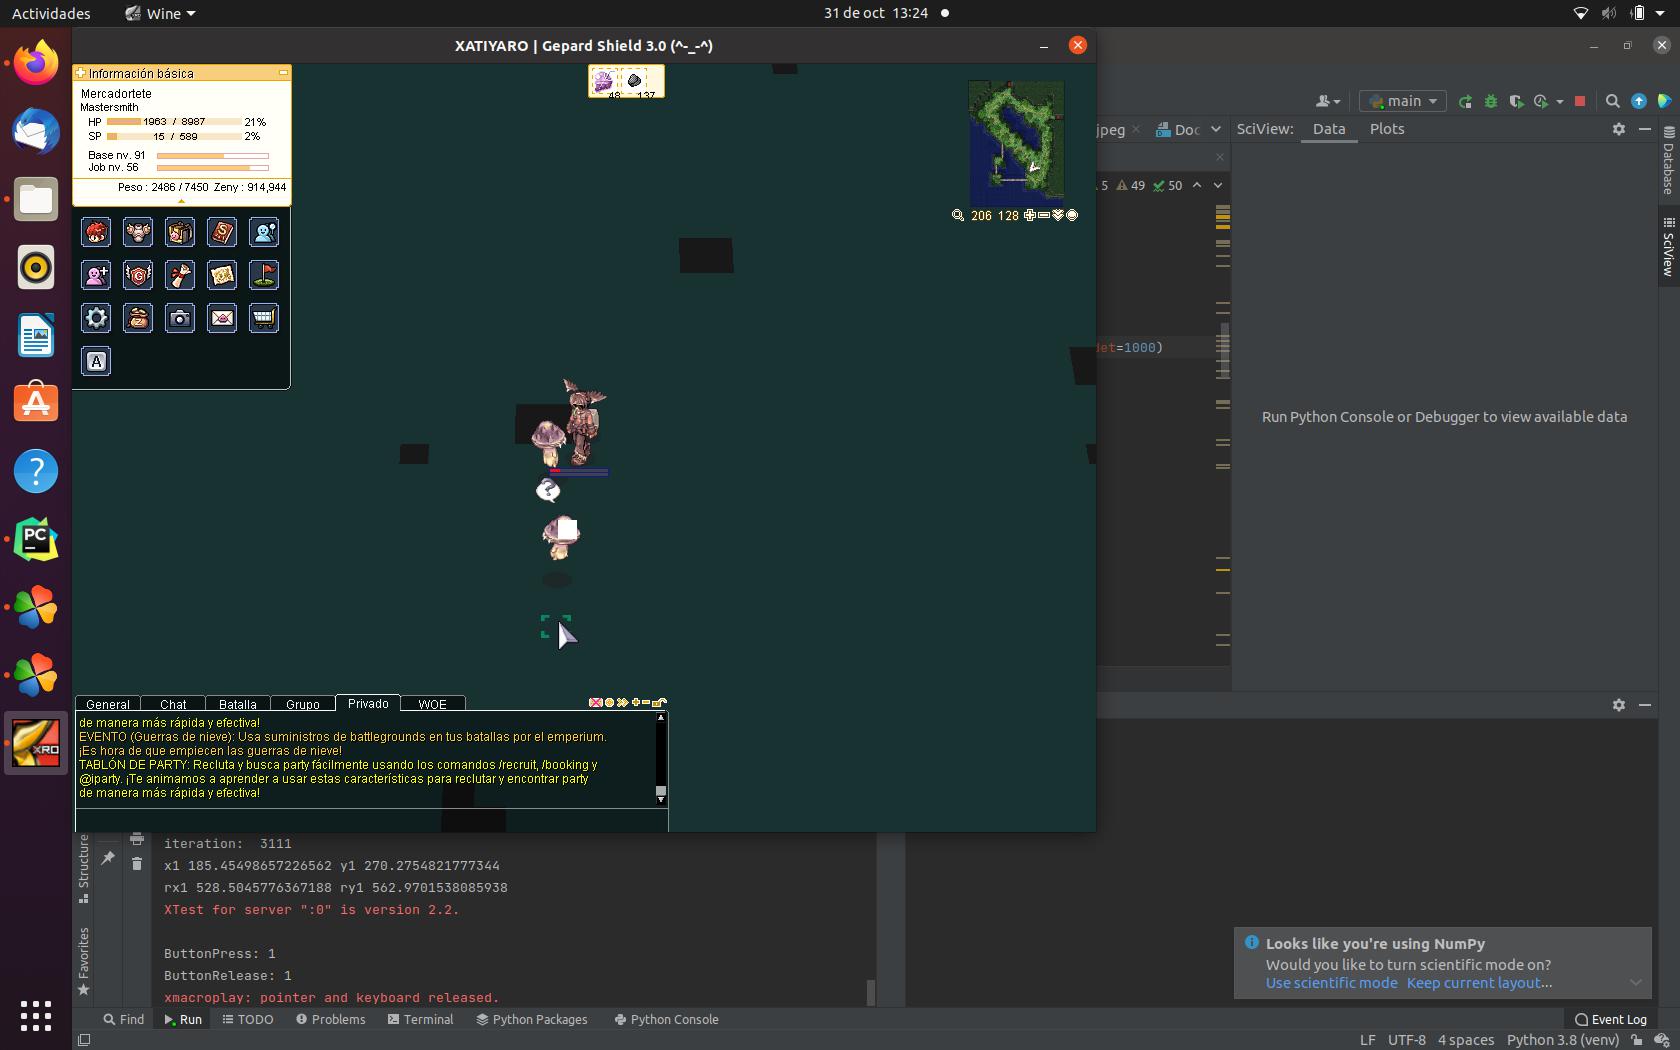 Actividades
Wine
31 de oct 13:24
XATIYARO | Gepard Shield 3.0 (^-_-^)
Información básica
Mercadortete
Mastersmith
HP 1963 / 8987 21%
SP 15 / 589 2%
Base nv. 91
Job nv. 56
Peso : 2486 / 7450 Zeny : 914,944
A
48 137
206 128
main
jpeg
Doc
SciView: Data Plots
5 49 50
det=1000)
Run Python Console or Debugger to view available data
Database
SciView
PC
XRO
General Chat Batalla Grupo Privado WOE
de manera más rápida y efectiva!
EVENTO (Guerras de nieve): Usa suministros de battlegrounds en tus batallas por el emperium.
¡Es hora de que empiecen las guerras de nieve!
TABLÓN DE PARTY: Recluta y busca party fácilmente usando los comandos /recruit, /booking y
@iparty. ¡Te animamos a aprender a usar estas características para reclutar y encontrar party
de manera más rápida y efectiva!
Structure
Favorites
iteration:  3111
x1 185.45498657226562 y1 270.2754821777344
rx1 528.5045776367188 ry1 562.9701538085938
XTest for server ":0" is version 2.2.
ButtonPress: 1
ButtonRelease: 1
xmacroplay: pointer and keyboard released.
Looks like you're using NumPy
Would you like to turn scientific mode on?
Use scientific mode Keep current layout...
Find Run TODO Problems Terminal Python Packages Python Console Event Log
LF UTF-8 4 spaces Python 3.8 (venv)